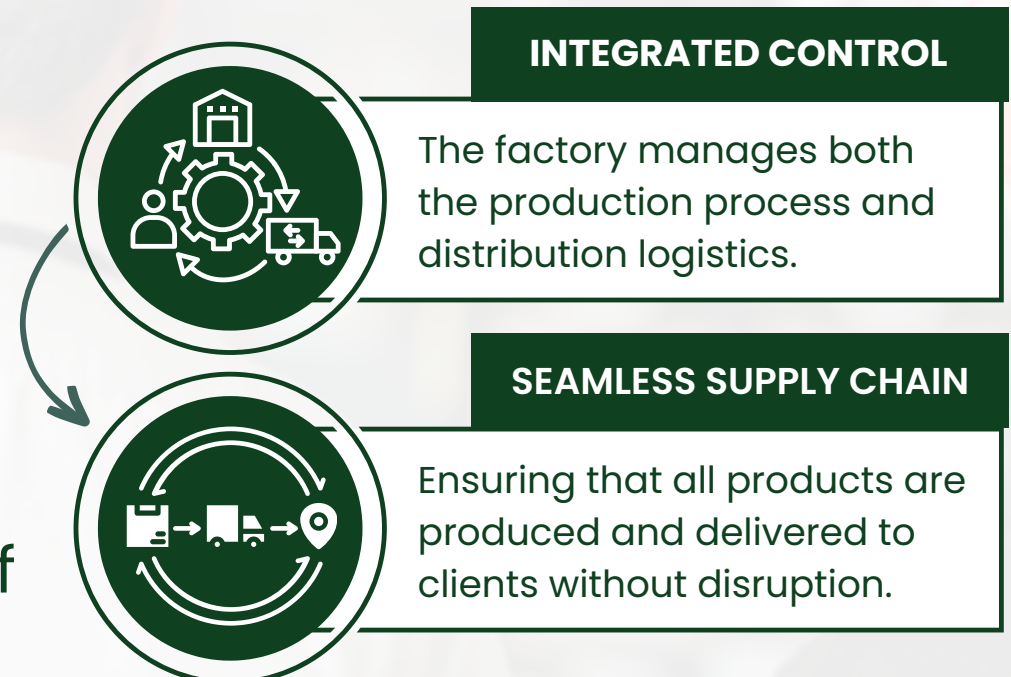 INTEGRATED CONTROL
The factory manages both
the production process and
distribution logistics.
SEAMLESS SUPPLY CHAIN
Ensuring that all products are
produced and delivered to
clients without disruption.
f